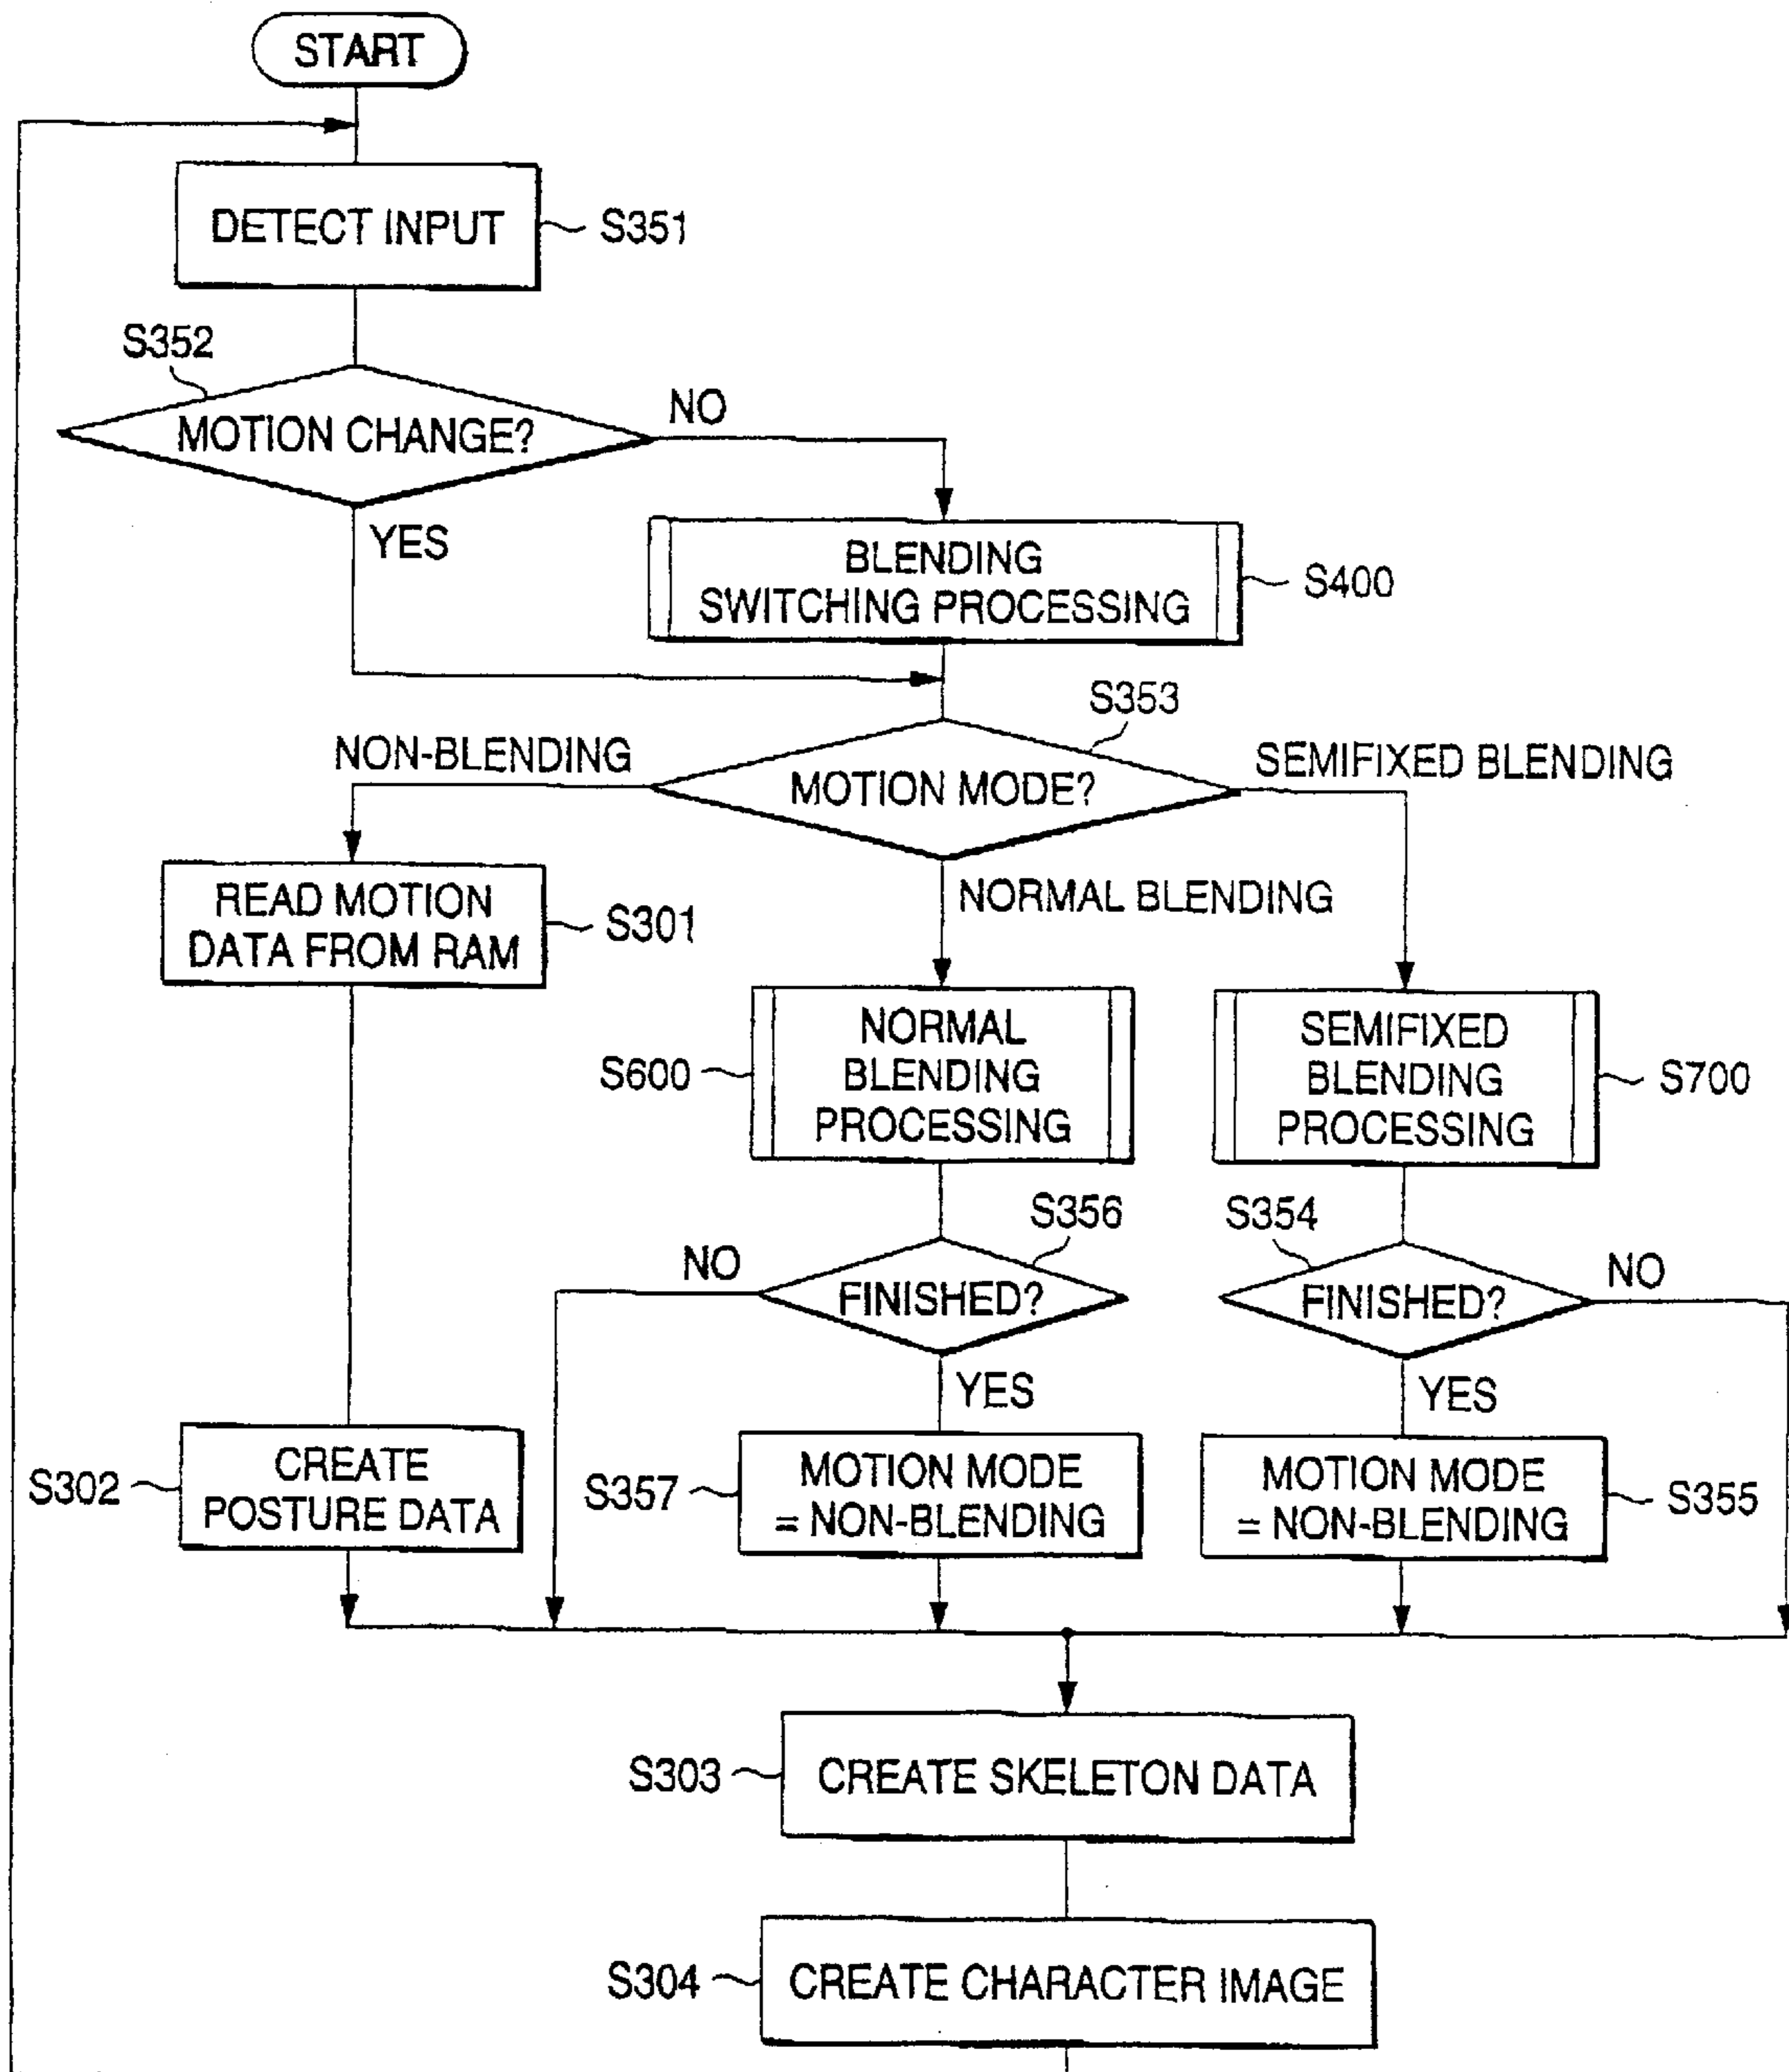 START
DETECT INPUT
S351
S352
MOTION CHANGE?
NO
YES
BLENDING
SWITCHING PROCESSING
S400
S353
NON-BLENDING
MOTION MODE?
SEMIFIXED BLENDING
NORMAL BLENDING
READ MOTION
DATA FROM RAM
S301
S600
NORMAL
BLENDING
PROCESSING
SEMIFIXED
BLENDING
PROCESSING
S700
S356
NO
FINISHED?
YES
S354
FINISHED?
NO
YES
S302
CREATE
POSTURE DATA
S357
MOTION MODE
= NON-BLENDING
MOTION MODE
= NON-BLENDING
S355
S303
CREATE SKELETON DATA
S304
CREATE CHARACTER IMAGE